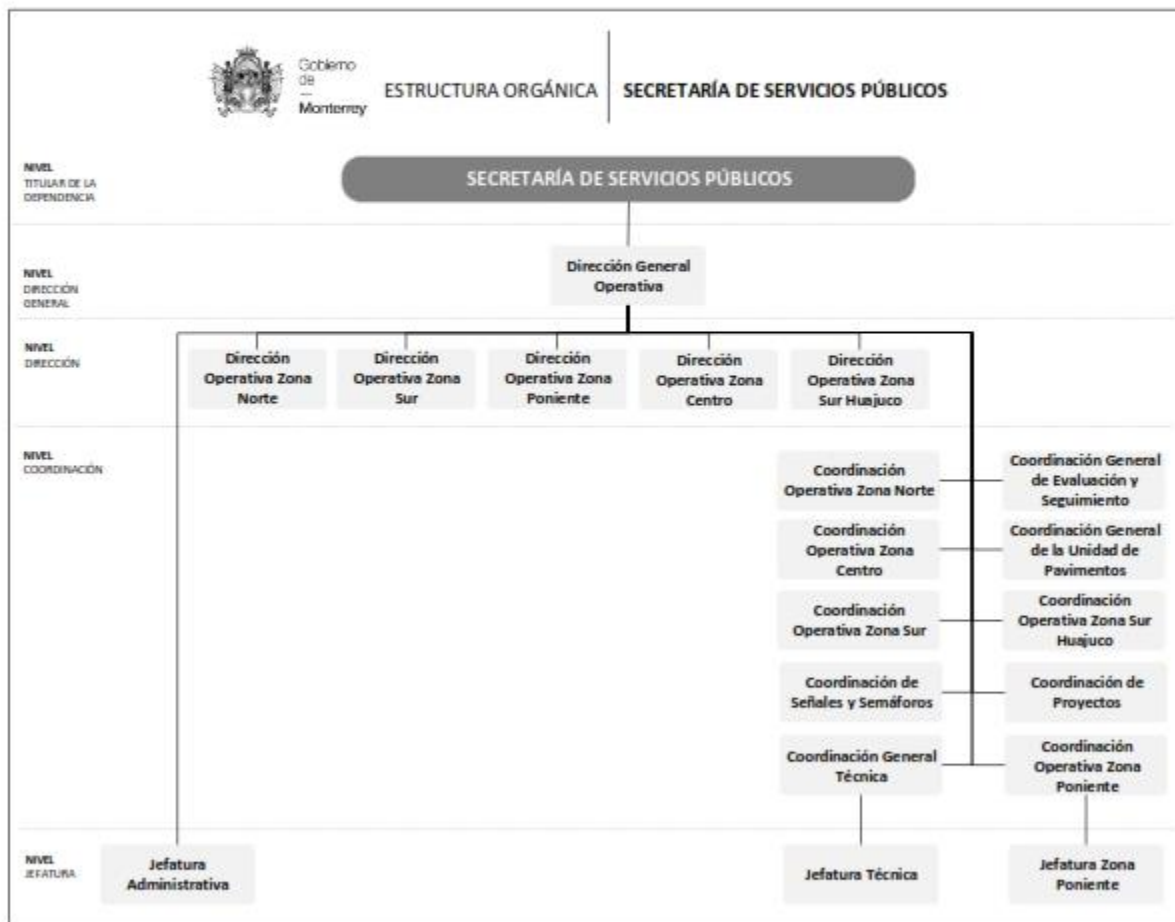 Gobierno
de
—
Monterrey
ESTRUCTURA ORGÁNICA
SECRETARÍA DE SERVICIOS PÚBLICOS
NIVEL
TITULAR DE LA
DEPENDENCIA
SECRETARÍA DE SERVICIOS PÚBLICOS
NIVEL
DIRECCIÓN
GENERAL
Dirección General
Operativa
NIVEL
DIRECCIÓN
Dirección
Operativa Zona
Norte
Dirección
Operativa Zona
Sur
Dirección
Operativa Zona
Poniente
Dirección
Operativa Zona
Centro
Dirección
Operativa Zona
Sur Huajuco
NIVEL
COORDINACIÓN
Coordinación
Operativa Zona Norte
Coordinación General
de Evaluación y
Seguimiento
Coordinación
Operativa Zona
Centro
Coordinación General
de la Unidad de
Pavimentos
Coordinación
Operativa Zona Sur
Coordinación
Operativa Zona Sur
Huajuco
Coordinación de
Señales y Semáforos
Coordinación de
Proyectos
Coordinación General
Técnica
Coordinación
Operativa Zona
Poniente
NIVEL
JEFATURA
Jefatura
Administrativa
Jefatura Técnica
Jefatura Zona
Poniente